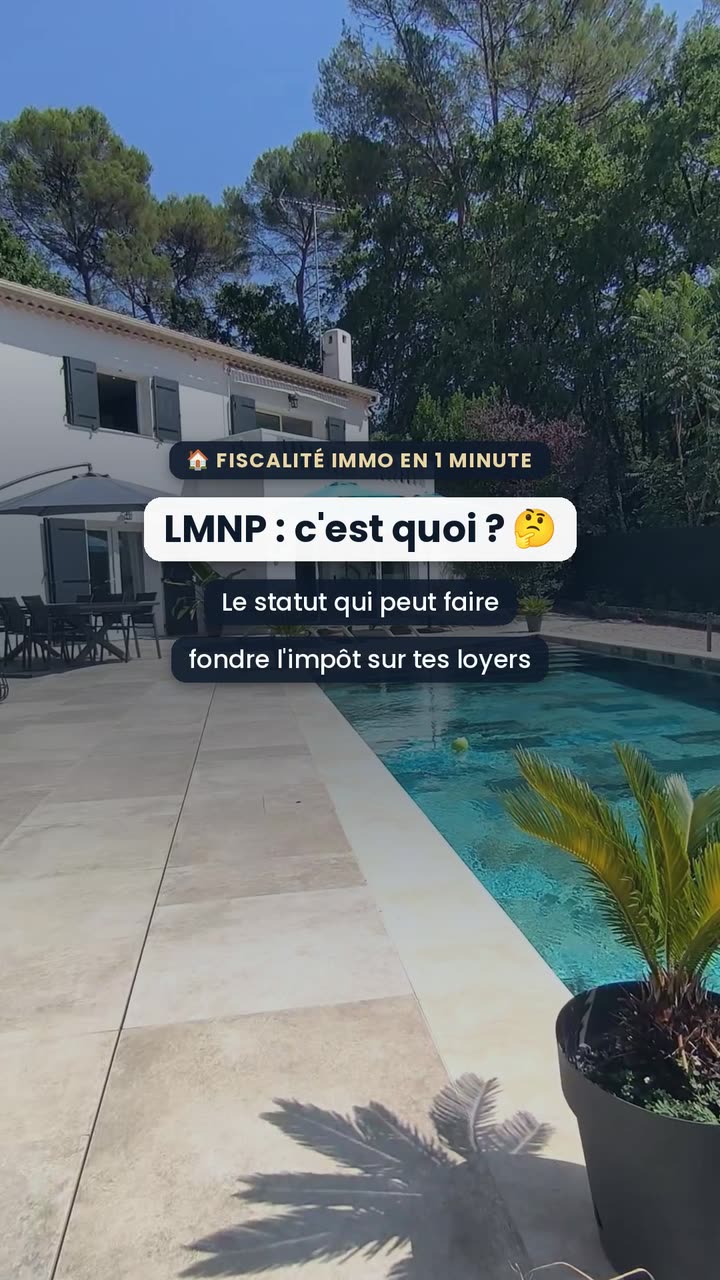 🏠 FISCALITÉ IMMO EN 1 MINUTE
LMNP : c'est quoi ? 🤔
Le statut qui peut faire
fondre l'impôt sur tes loyers